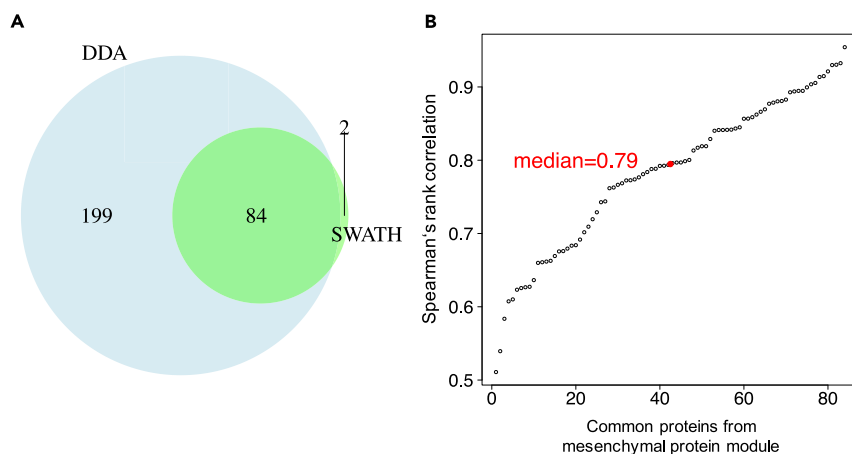 A
DDA
2
199
84
SWATH
B
Spearman's rank correlation
0.9
0.8
0.7
0.6
0.5
median=0.79
0
20
40
60
80
Common proteins from
mesenchymal protein module